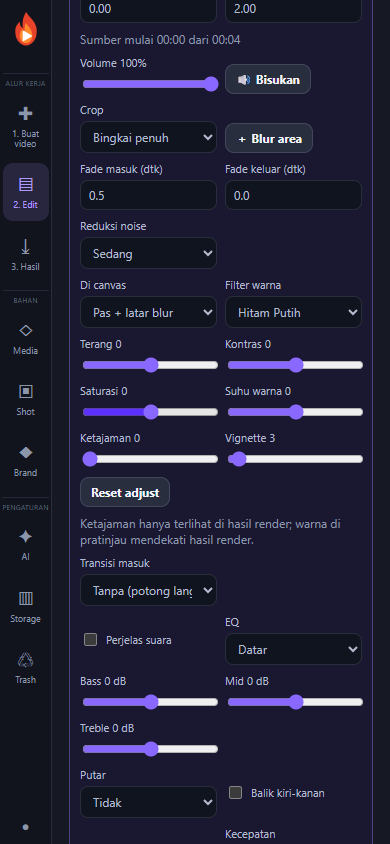 0.00
2.00
Sumber mulai 00:00 dari 00:04
Volume 100%
Bisukan
Crop
Bingkai penuh
+ Blur area
Fade masuk (dtk)
Fade keluar (dtk)
0.5
0.0
Reduksi noise
Sedang
Di canvas
Filter warna
Pas + latar blur
Hitam Putih
Terang 0
Kontras 0
Saturasi 0
Suhu warna 0
Ketajaman 0
Vignette 3
Reset adjust
Ketajaman hanya terlihat di hasil render; warna di
pratinjau mendekati hasil render.
Transisi masuk
Tanpa (potong lang
Perjelas suara
EQ
Datar
Bass 0 dB
Mid 0 dB
Treble 0 dB
Putar
Tidak
Balik kiri-kanan
Kecepatan
ALUR KERJA
1. Buat
video
2. Edit
3. Hasil
BAHAN
Media
Shot
Brand
PENGATURAN
AI
Storage
Trash